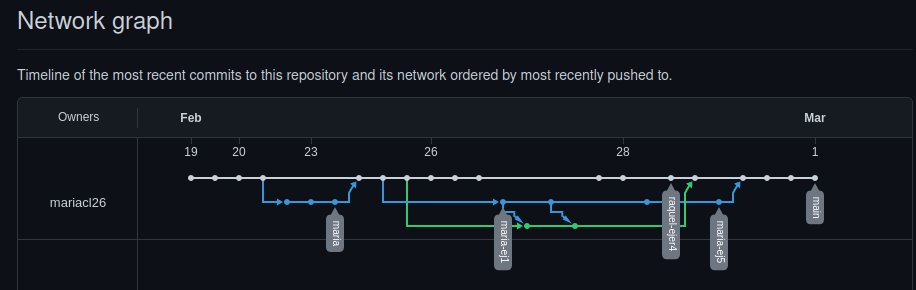 Network graph
Timeline of the most recent commits to this repository and its network ordered by most recently pushed to.
Owners
Feb
Mar
19
20
23
26
28
1
mariacl26
maria
maria-ej1
raquel-ejer4
maria-ej5
main